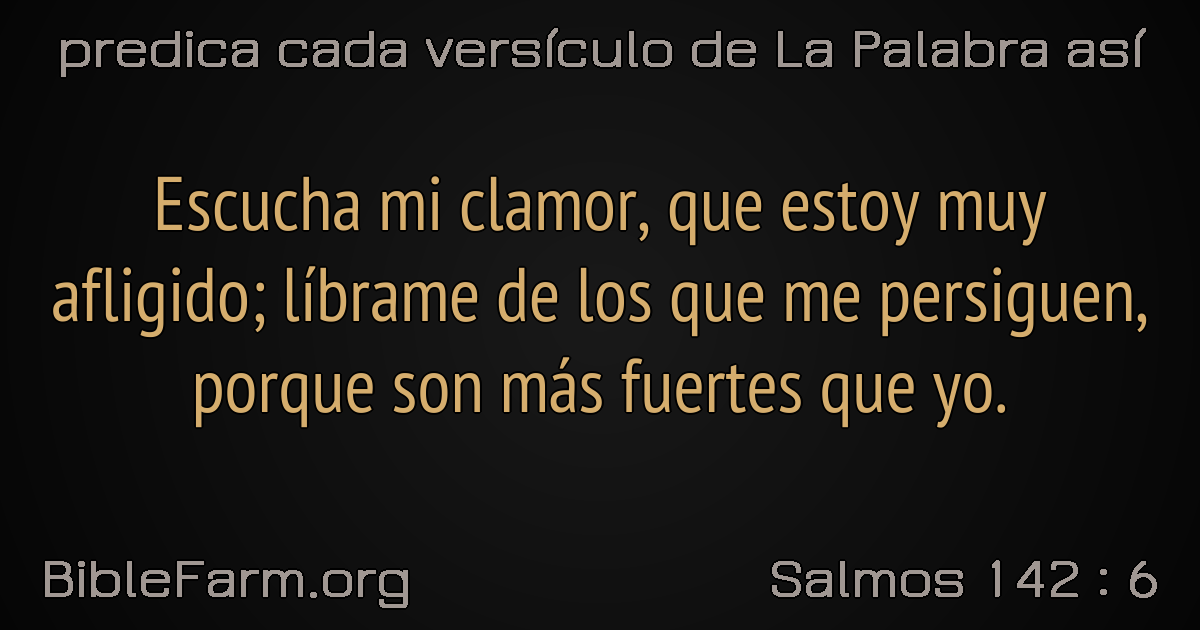 predica cada versículo de La Palabra así
Escucha mi clamor, que estoy muy
afligido; líbrame de los que me persiguen,
porque son más fuertes que yo.
BibleFarm.org
Salmos 142 : 6